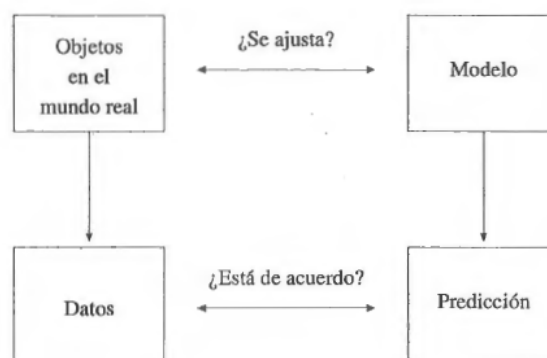 Objetos
en el
mundo real
¿Se ajusta?
Modelo
Datos
¿Está de acuerdo?
Predicción